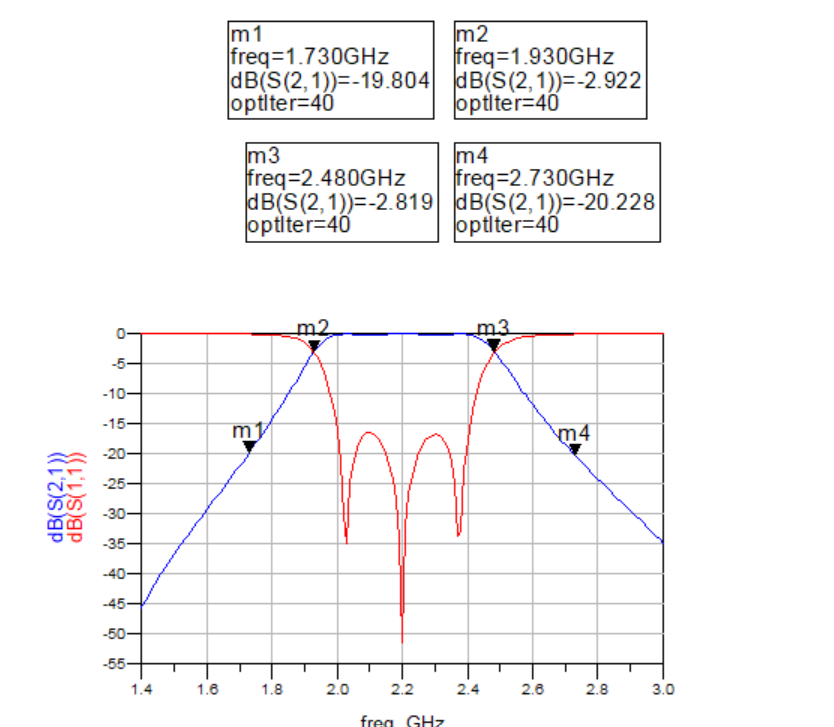 m1
freq=1.730GHz
dB(S(2,1))=-19.804
optIter=40
m2
freq=1.930GHz
dB(S(2,1))=-2.922
optIter=40
m3
freq=2.480GHz
dB(S(2,1))=-2.819
optIter=40
m4
freq=2.730GHz
dB(S(2,1))=-20.228
optIter=40
m2
m3
m1
m4
0
-5
-10
-15
-20
-25
-30
-35
-40
-45
-50
-55
dB(S(2,1))
dB(S(1,1))
1.4 1.6 1.8 2.0 2.2 2.4 2.6 2.8 3.0
freq, GHz